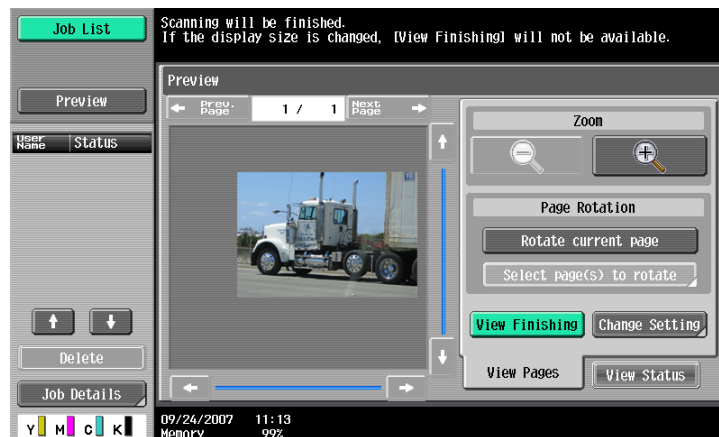 Job List
Scanning will be finished.
If the display size is changed, [View Finishing] will not be available.
Preview
Preview
Prev. Page
1 / 1
Next Page
User Name
Status
Zoom
Page Rotation
Rotate current page
Select page(s) to rotate
View Finishing
Change Setting
Delete
View Pages
View Status
Job Details
Y M C K
09/24/2007 11:13
Memory 99%